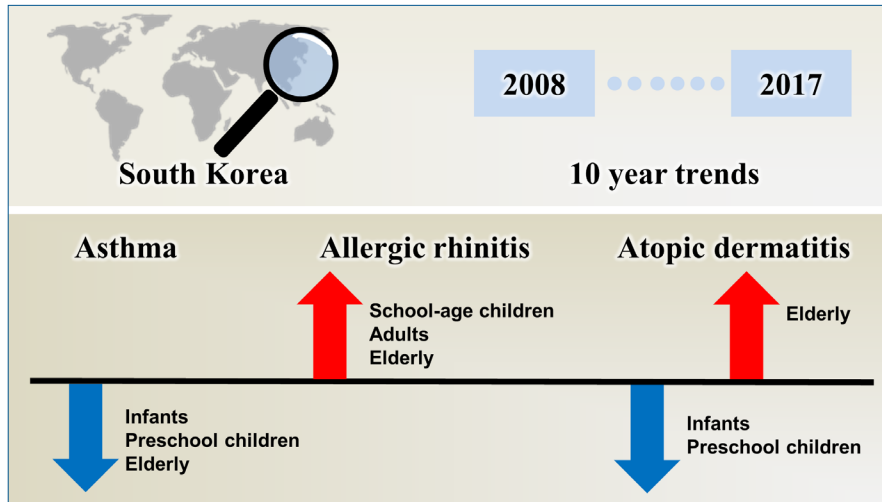 South Korea
2008
2017
10 year trends
Asthma
Infants
Preschool children
Elderly
Allergic rhinitis
School-age children
Adults
Elderly
Atopic dermatitis
Elderly
Infants
Preschool children